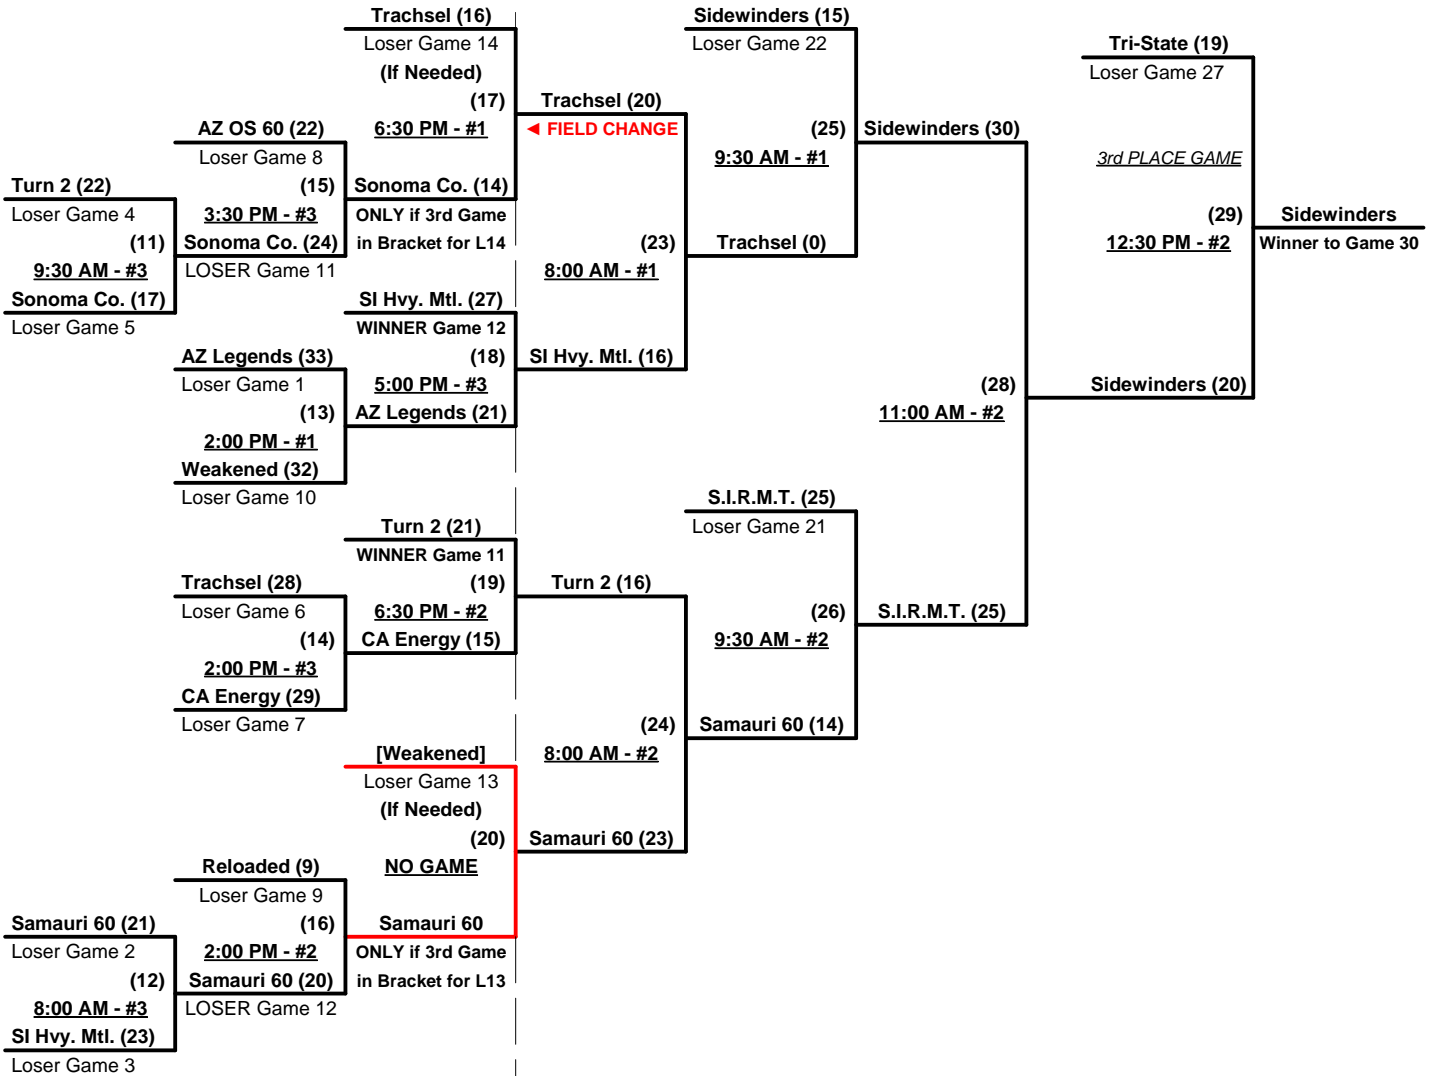 Trachsel (16)
Loser Game 14
(If Needed)
(17)
6:30 PM - #1
Sidewinders (15)
Loser Game 22
Tri-State (19)
Loser Game 27
Trachsel (20)
◄ FIELD CHANGE
AZ OS 60 (22)
Loser Game 8
(15)
3:30 PM - #3
(25)
9:30 AM - #1
Sidewinders (30)
3rd PLACE GAME
Turn 2 (22)
Loser Game 4
(11)
9:30 AM - #3
Sonoma Co. (17)
Loser Game 5
Sonoma Co. (14)
ONLY if 3rd Game
in Bracket for L14
Sonoma Co. (24)
LOSER Game 11
(23)
8:00 AM - #1
Trachsel (0)
(29)
12:30 PM - #2
Sidewinders
Winner to Game 30
SI Hvy. Mtl. (27)
WINNER Game 12
(18)
5:00 PM - #3
AZ Legends (21)
SI Hvy. Mtl. (16)
AZ Legends (33)
Loser Game 1
(13)
2:00 PM - #1
Weakened (32)
Loser Game 10
(28)
11:00 AM - #2
Sidewinders (20)
S.I.R.M.T. (25)
Loser Game 21
Turn 2 (21)
WINNER Game 11
(19)
6:30 PM - #2
CA Energy (15)
Turn 2 (16)
Trachsel (28)
Loser Game 6
(14)
2:00 PM - #3
CA Energy (29)
Loser Game 7
(26)
9:30 AM - #2
S.I.R.M.T. (25)
(24)
8:00 AM - #2
Samauri 60 (14)
[Weakened]
Loser Game 13
(If Needed)
(20)
NO GAME
Samauri 60 (23)
Reloaded (9)
Loser Game 9
(16)
2:00 PM - #2
Samauri 60 (20)
LOSER Game 12
Samauri 60
ONLY if 3rd Game
in Bracket for L13
Samauri 60 (21)
Loser Game 2
(12)
8:00 AM - #3
SI Hvy. Mtl. (23)
Loser Game 3